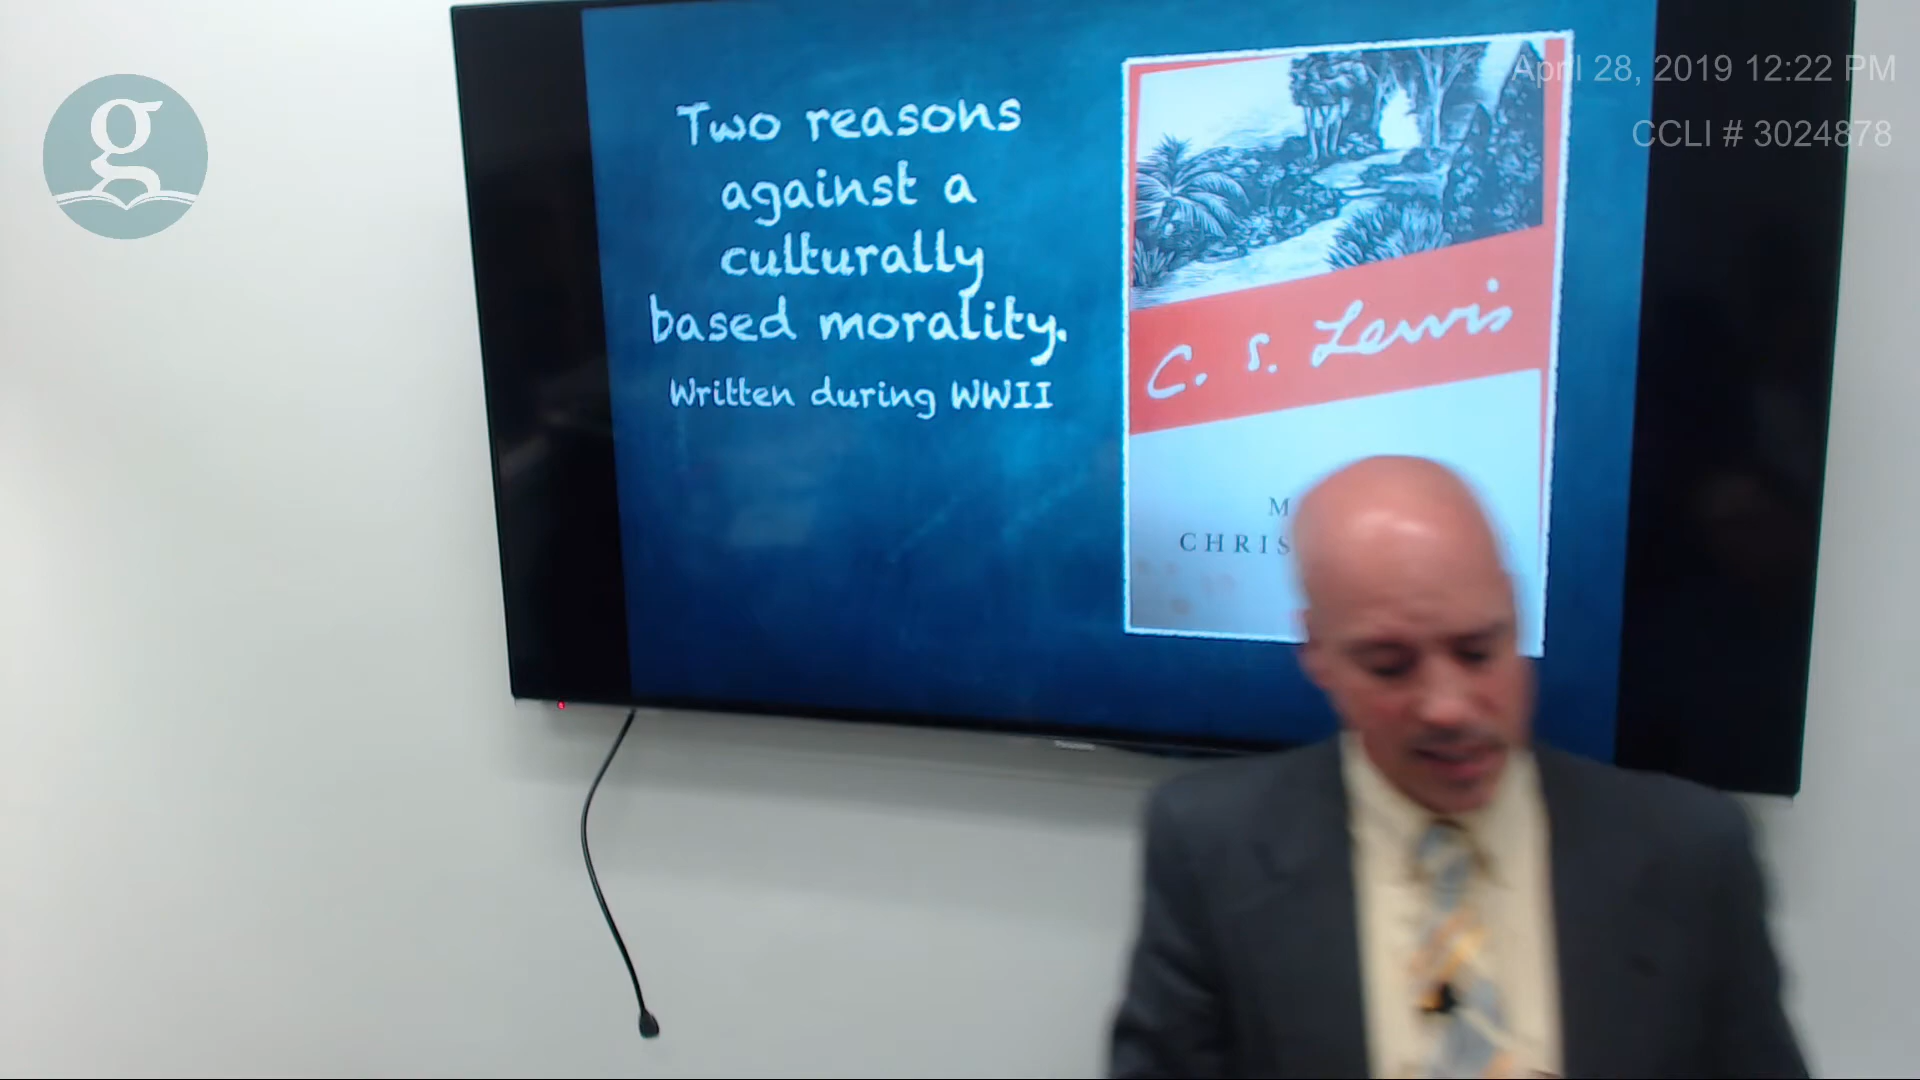 g
April 28, 2019 12:22 PM
CCLI # 3024878
Two reasons
against a
culturally
based morality.
Written during WWII
C. S. Lewis
M
CHRIS